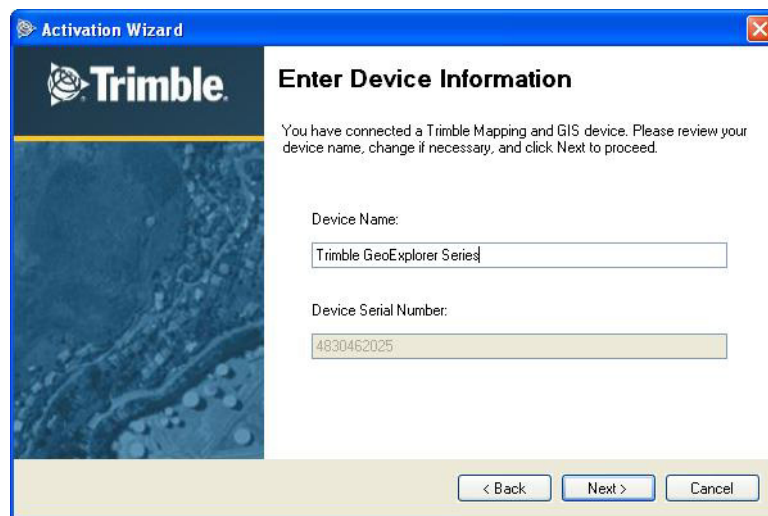 Activation Wizard
Trimble.
Enter Device Information
You have connected a Trimble Mapping and GIS device. Please review your
device name, change if necessary, and click Next to proceed.
Device Name:
Trimble GeoExplorer Series
Device Serial Number:
4830462025
< Back
Next >
Cancel